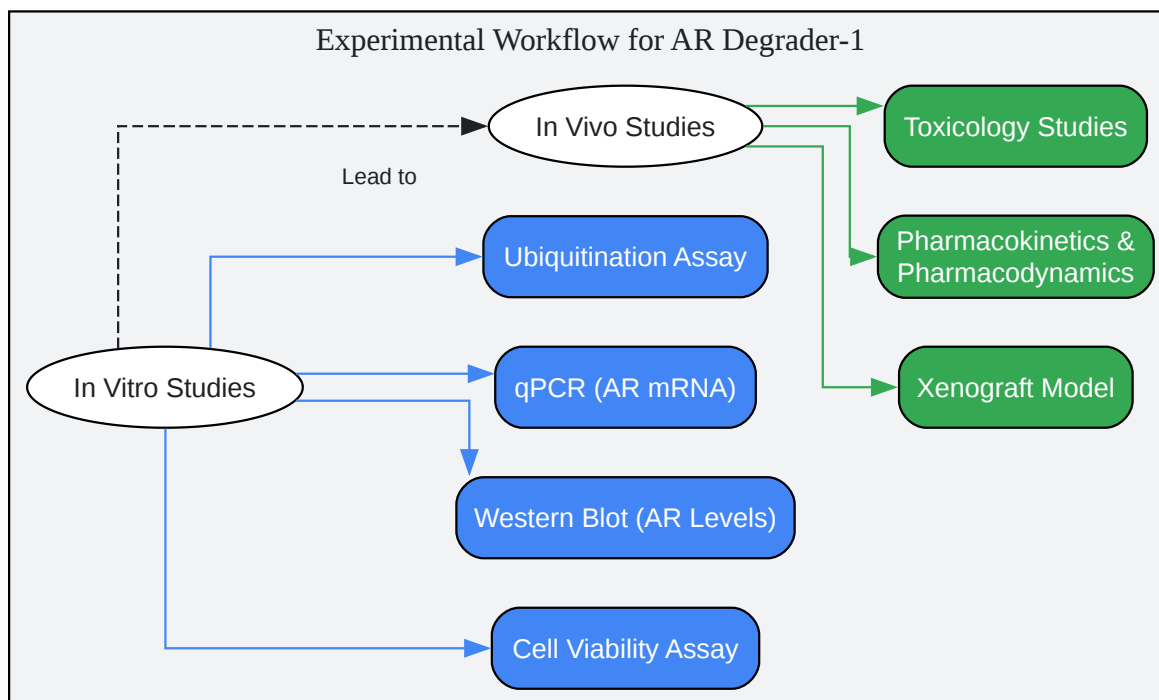 Experimental Workflow for AR Degrader-1
In Vivo Studies
Toxicology Studies
Lead to
Ubiquitination Assay
Pharmacokinetics &
Pharmacodynamics
In Vitro Studies
qPCR (AR mRNA)
Xenograft Model
Western Blot (AR Levels)
Cell Viability Assay